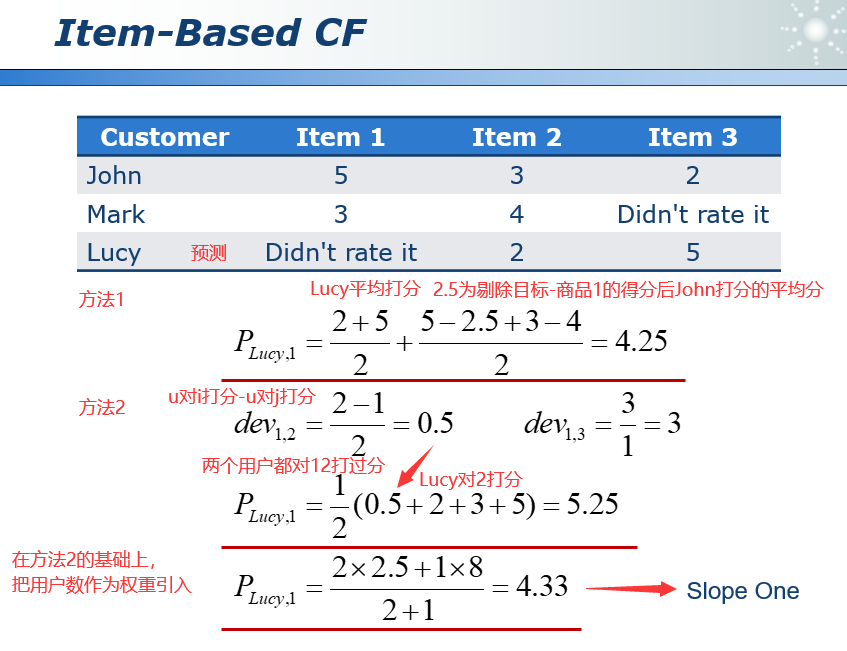 Item-Based CF
Customer Item 1 Item 2 Item 3
John 5 3 2
Mark 3 4 Didn't rate it
Lucy 预测 Didn't rate it 2 5
方法1
Lucy平均打分 2.5为剔除目标-商品1的得分后John打分的平均分
P_{Lucy,1} = \frac{2+5}{2} + \frac{5-2.5+3-4}{2} = 4.25
方法2
u对i打分-u对j打分
dev_{1,2} = \frac{2-1}{2} = 0.5 dev_{1,3} = \frac{3}{1} = 3
两个用户都对12打过分
Lucy对2打分
P_{Lucy,1} = \frac{1}{2}(0.5+2+3+5) = 5.25
在方法2的基础上，
把用户数作为权重引入
P_{Lucy,1} = \frac{2×2.5+1×8}{2+1} = 4.33
Slope One